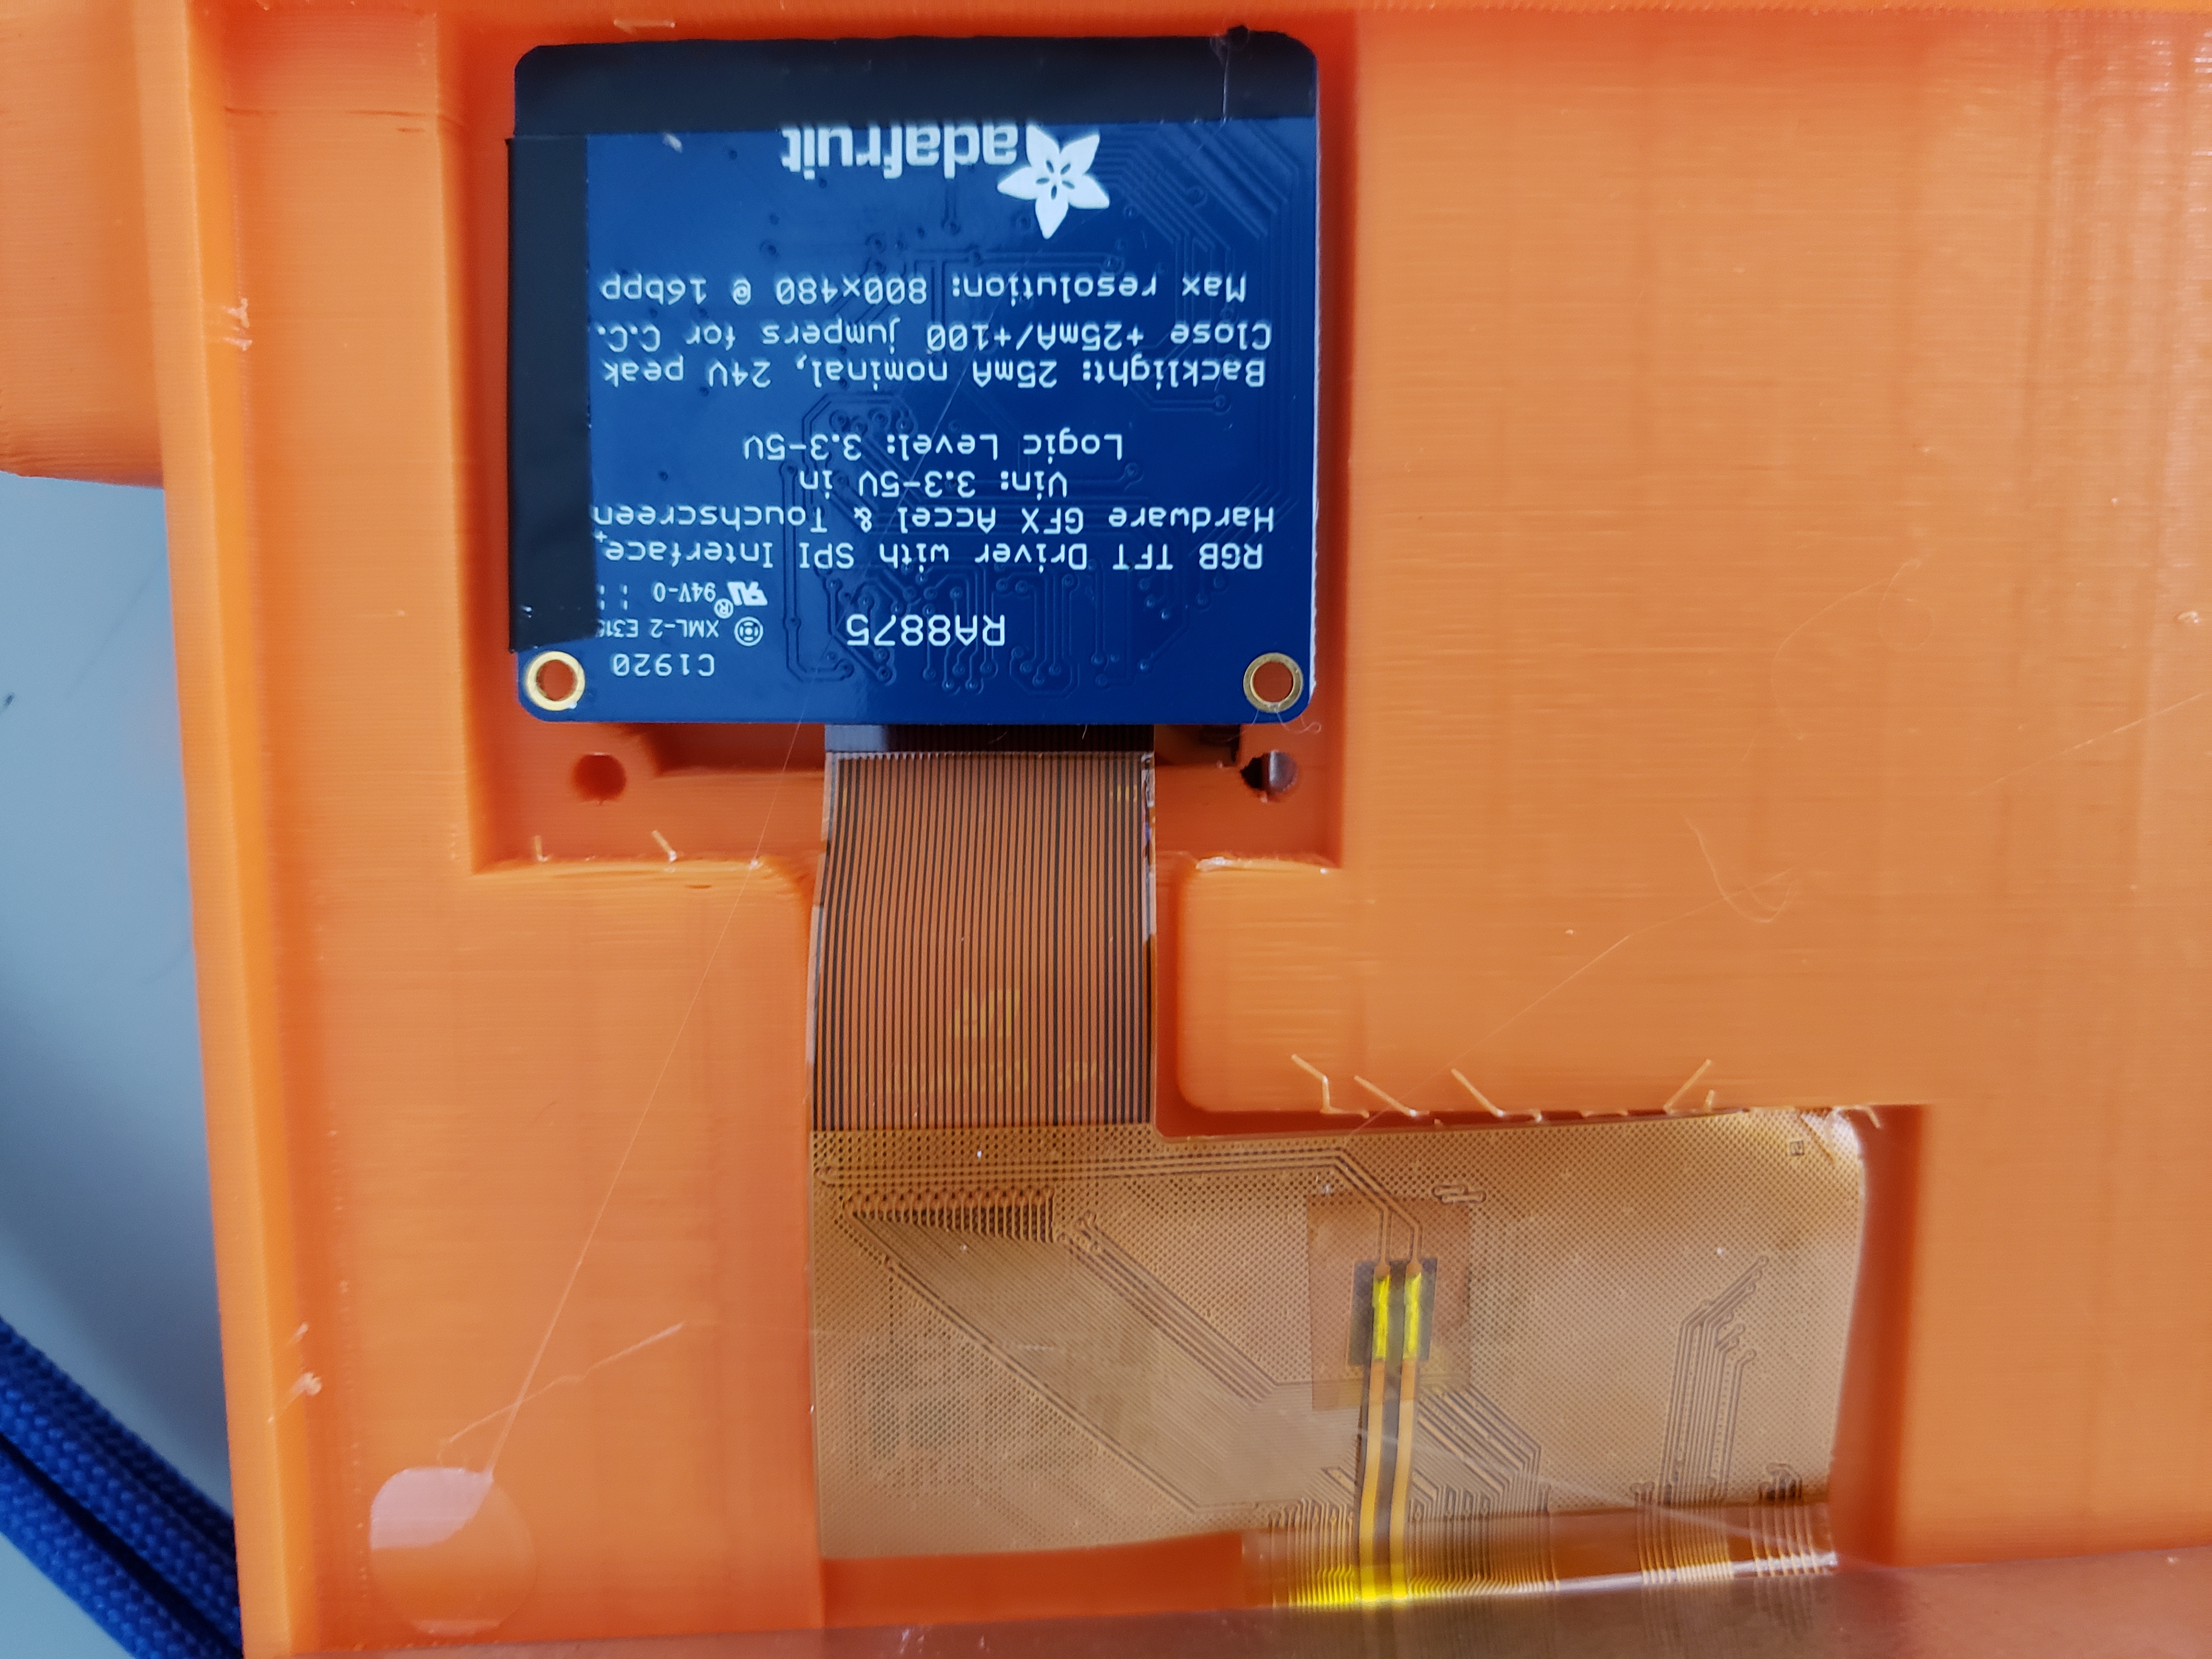 C1920
XML-2 E316
94V-0
RA8875
RGB TFT Driver with SPI Interface,
Hardware GFX Accel & Touchscreen
Vin: 3.3-5V in
Logic Level: 3.3-5V
Backlight: 25mA nominal, 24V peak
Close +25mA/+100 jumpers for C.C.
Max resolution: 800x480 @ 16bpp
adafruit